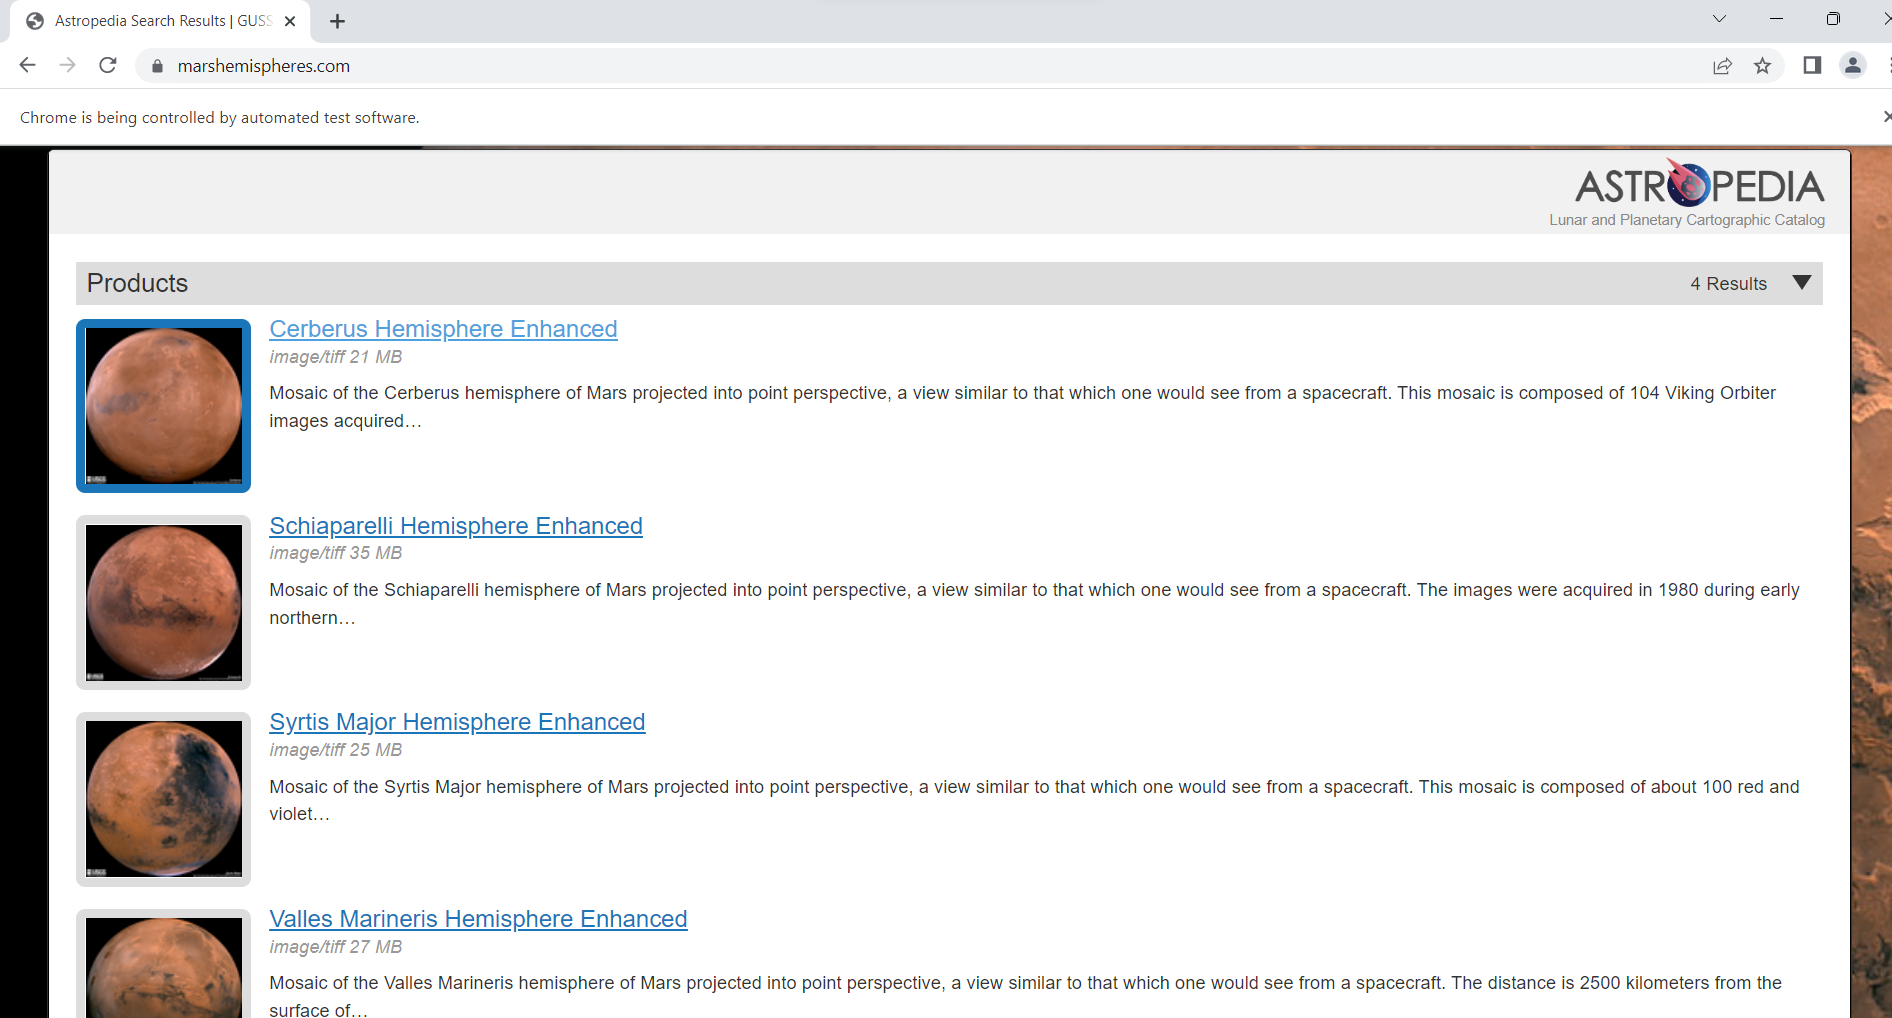 Astropedia Search Results | GUSS
marshemispheres.com
Chrome is being controlled by automated test software.
ASTROPEDIA
Lunar and Planetary Cartographic Catalog
Products
4 Results
Cerberus Hemisphere Enhanced
image/tiff 21 MB
Mosaic of the Cerberus hemisphere of Mars projected into point perspective, a view similar to that which one would see from a spacecraft. This mosaic is composed of 104 Viking Orbiter
images acquired…
Schiaparelli Hemisphere Enhanced
image/tiff 35 MB
Mosaic of the Schiaparelli hemisphere of Mars projected into point perspective, a view similar to that which one would see from a spacecraft. The images were acquired in 1980 during early
northern…
Syrtis Major Hemisphere Enhanced
image/tiff 25 MB
Mosaic of the Syrtis Major hemisphere of Mars projected into point perspective, a view similar to that which one would see from a spacecraft. This mosaic is composed of about 100 red and
violet…
Valles Marineris Hemisphere Enhanced
image/tiff 27 MB
Mosaic of the Valles Marineris hemisphere of Mars projected into point perspective, a view similar to that which one would see from a spacecraft. The distance is 2500 kilometers from the
surface of…